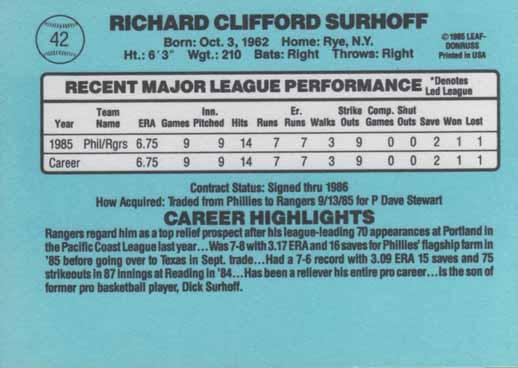 42
RICHARD CLIFFORD SURHOFF
Born: Oct. 3, 1962 Home: Rye, N.Y.
Ht.: 6'3" Wgt.: 210 Bats: Right Throws: Right
©1985 LEAF-
DONRUSS
Printed in USA
RECENT MAJOR LEAGUE PERFORMANCE *Denotes
Led League
Year Team Name ERA Games Inn. Pitched Hits Runs Er. Runs Walks Strike Outs Comp. Games Shut Outs Save Won Lost
1985 Phil/Rgrs 6.75 9 9 14 7 7 3 9 0 0 2 1 1
Career 6.75 9 9 14 7 7 3 9 0 0 2 1 1
Contract Status: Signed thru 1986
How Acquired: Traded from Phillies to Rangers 9/13/85 for P Dave Stewart
CAREER HIGHLIGHTS
Rangers regard him as a top relief prospect after his league-leading 70 appearances at Portland in
the Pacific Coast League last year...Was 7-8 with 3.17 ERA and 16 saves for Phillies' flagship farm in
'85 before going over to Texas in Sept. trade...Had a 7-6 record with 3.09 ERA 15 saves and 75
strikeouts in 87 innings at Reading in '84...Has been a reliever his entire pro career...Is the son of
former pro basketball player, Dick Surhoff.